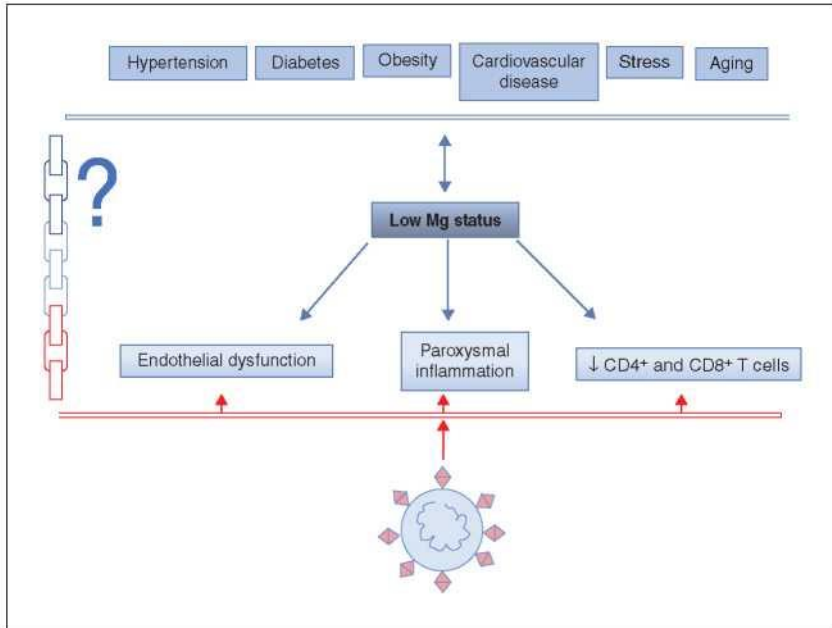 Hypertension
Diabetes
Obesity
Cardiovascular
disease
Stress
Aging
?
Low Mg status
Endothelial dysfunction
Paroxysmal
inflammation
↓ CD4⁺ and CD8⁺ T cells